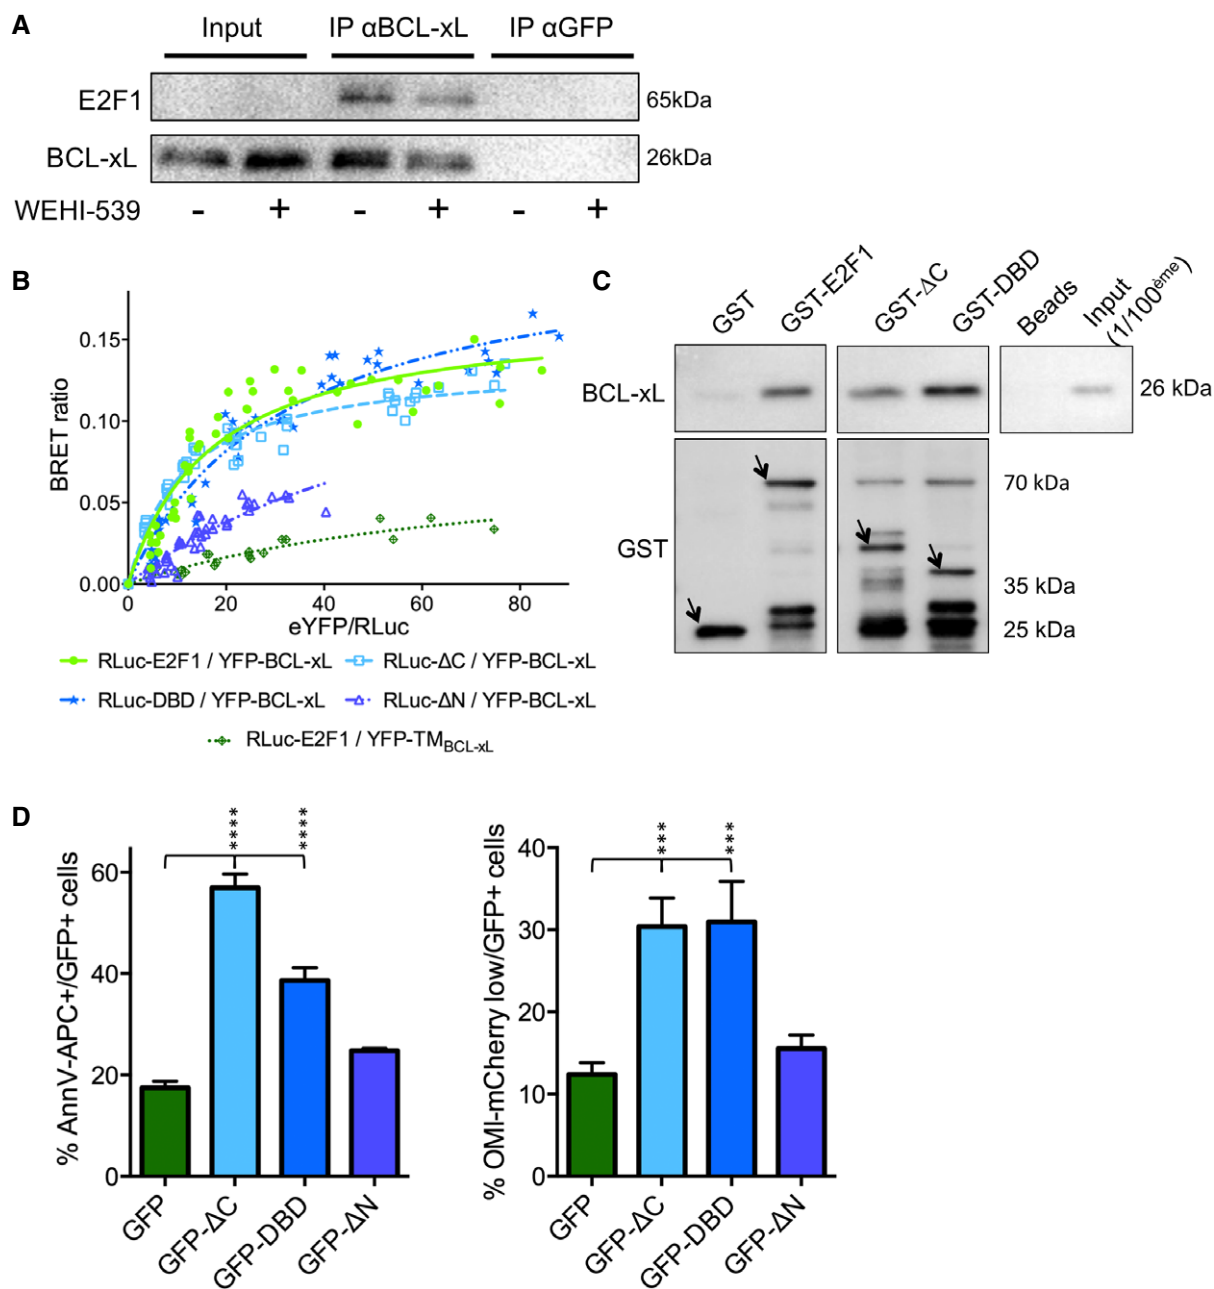 A
Input
IP αBCL-xL
IP αGFP
E2F1
65kDa
BCL-xL
26kDa
WEHI-539
- + - + - +
B
BRET ratio
0.15
0.10
0.05
0.00
0 20 40 60 80
eYFP/RLuc
RLuc-E2F1 / YFP-BCL-xL
RLuc-ΔC / YFP-BCL-xL
RLuc-DBD / YFP-BCL-xL
RLuc-ΔN / YFP-BCL-xL
RLuc-E2F1 / YFP-TMBCL-xL
C
GST
GST-E2F1
GST-ΔC
GST-DBD
Beads
Input
(1/100ème)
BCL-xL
26 kDa
GST
70 kDa
35 kDa
25 kDa
D
% AnnV-APC+/GFP+ cells
60
40
20
0
****
****
GFP
GFP-ΔC
GFP-DBD
GFP-ΔN
% OMI-mCherry low/GFP+ cells
40
30
20
10
0
***
***
GFP
GFP-ΔC
GFP-DBD
GFP-ΔN